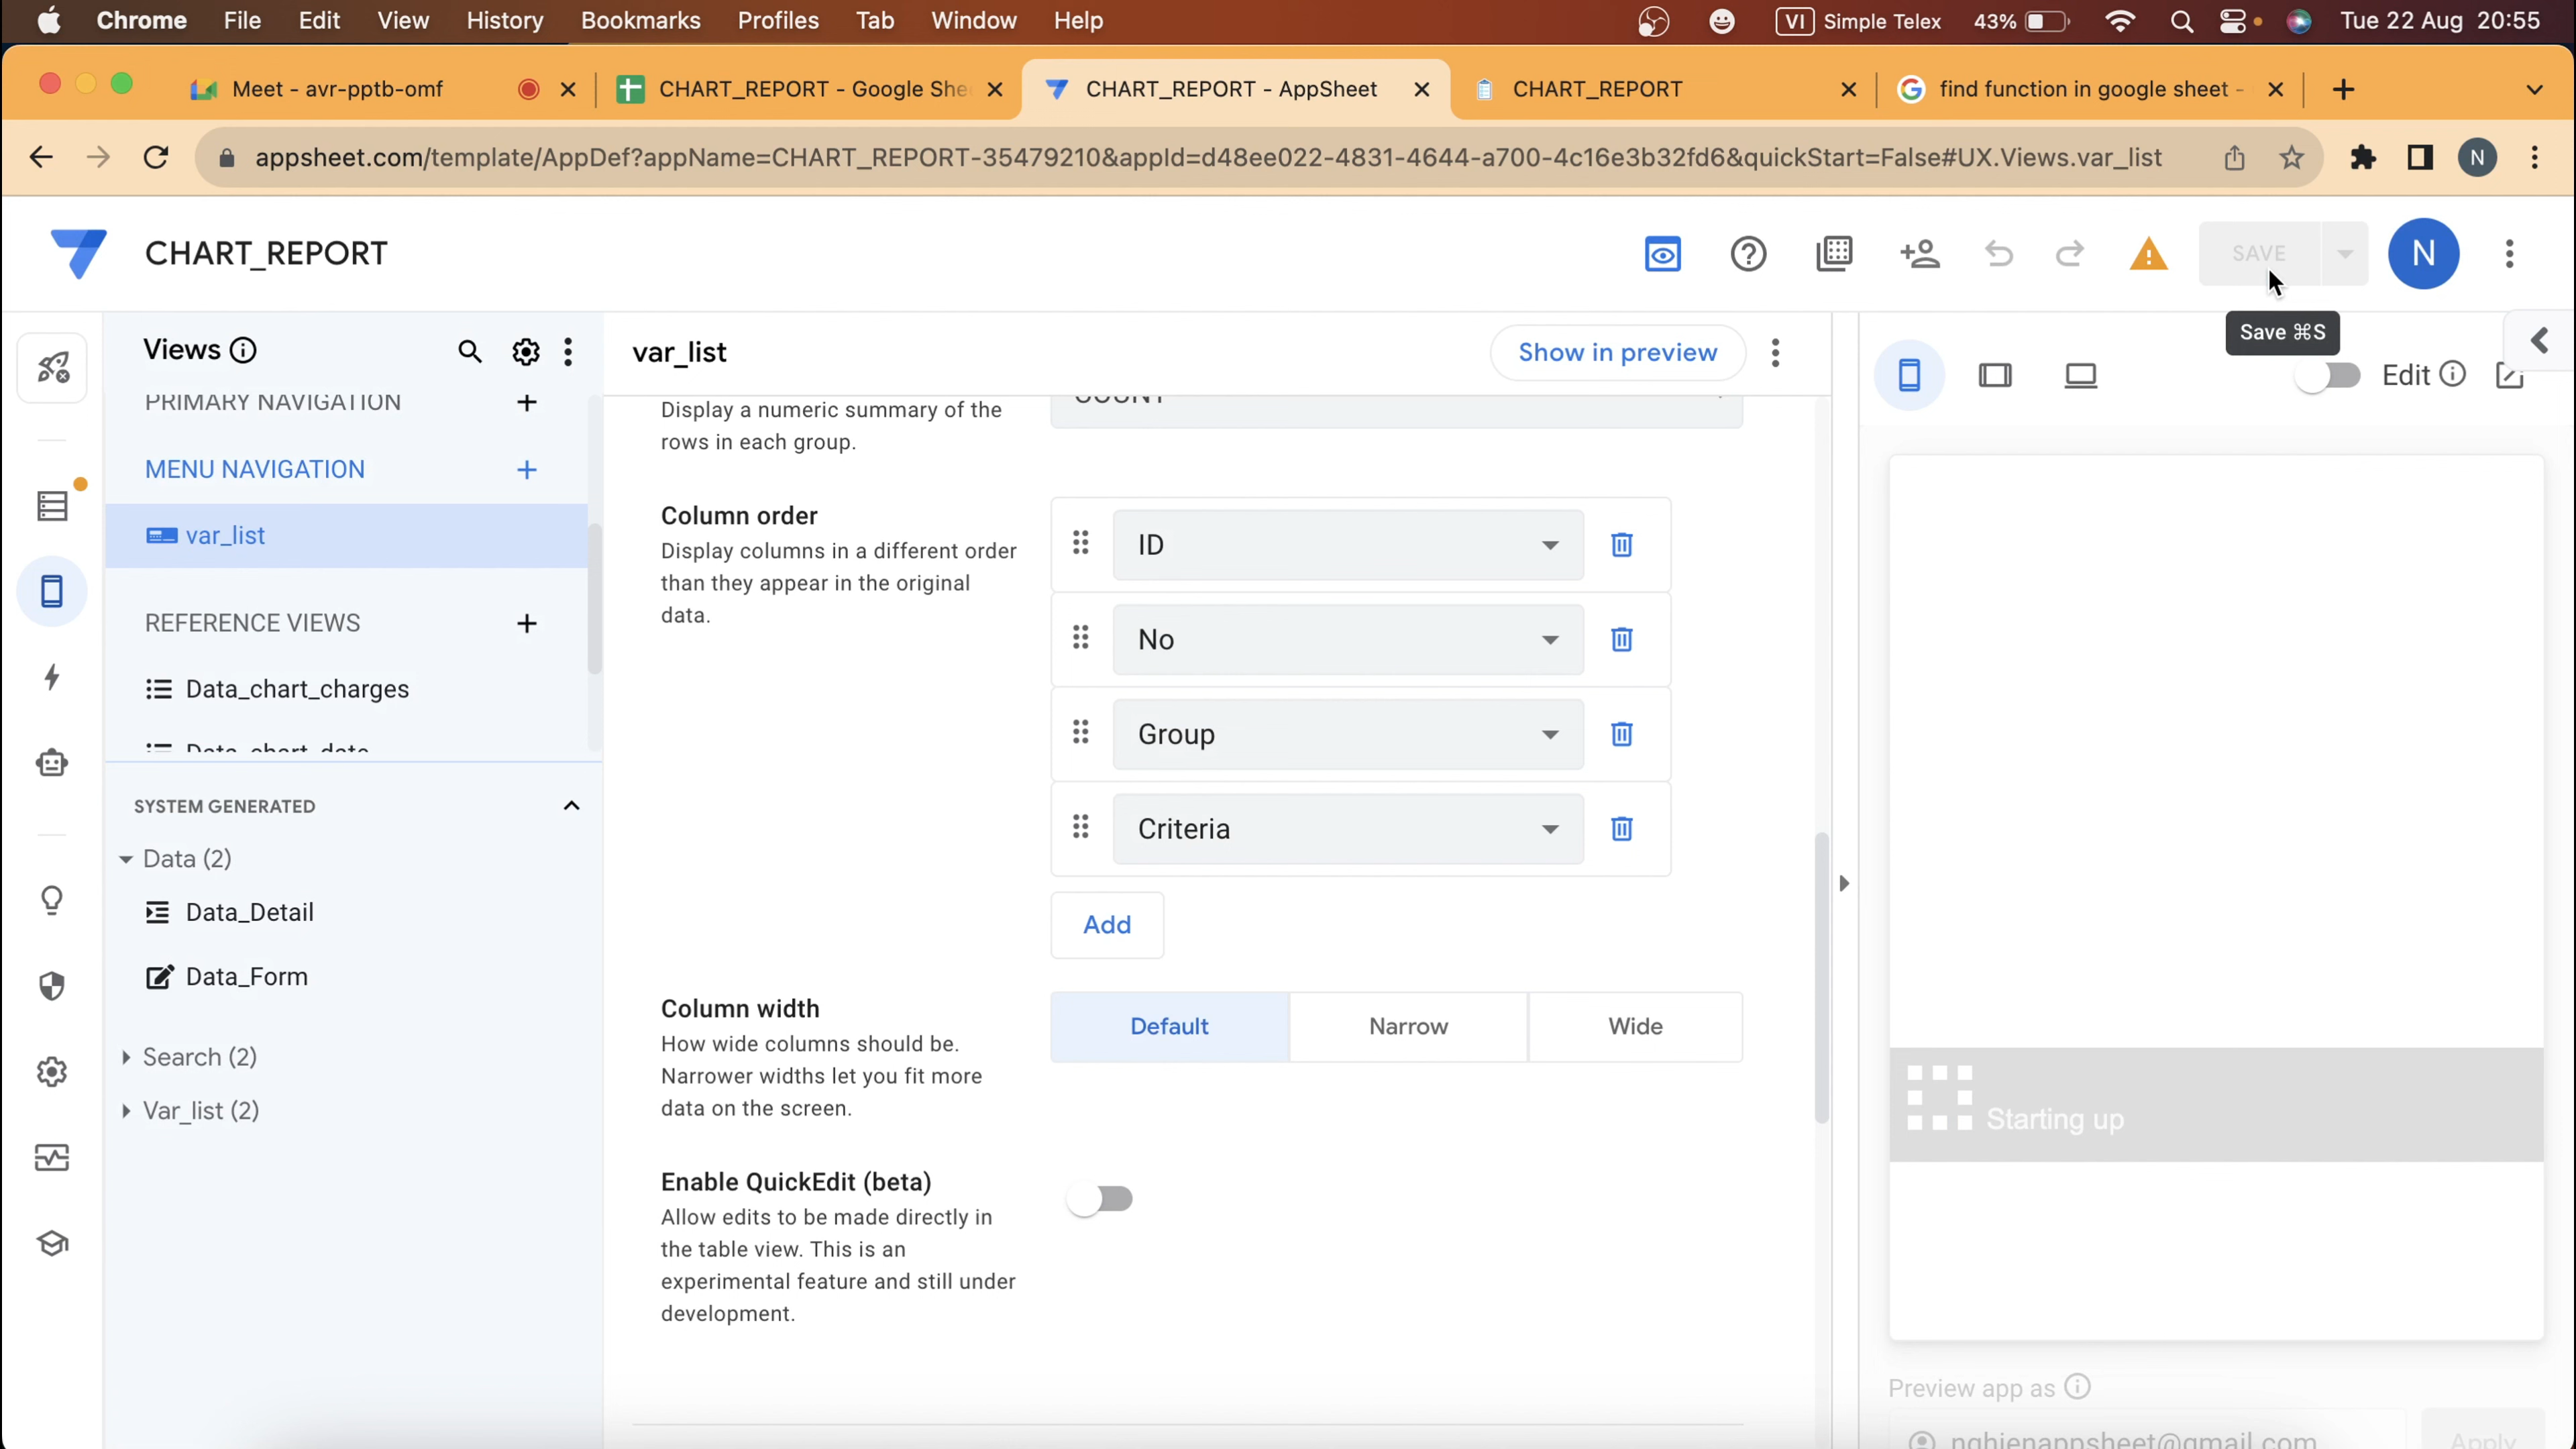 Chrome File Edit View History Bookmarks Profiles Tab Window Help VI Simple Telex 43% Tue 22 Aug 20:55
Meet - avr-pptb-omf CHART_REPORT - Google She CHART_REPORT - AppSheet CHART_REPORT find function in google sheet -
appsheet.com/template/AppDef?appName=CHART_REPORT-35479210&appId=d48ee022-4831-4644-a700-4c16e3b32fd6&quickStart=False#UX.Views.var_list N
CHART_REPORT SAVE N
Save ⌘S
Views
PRIMARY NAVIGATION
MENU NAVIGATION
var_list
REFERENCE VIEWS
Data_chart_charges
Data_chart_date
SYSTEM GENERATED
Data (2)
Data_Detail
Data_Form
Search (2)
Var_list (2)
var_list Show in preview
Display a numeric summary of the
rows in each group.
COUNT
Column order
Display columns in a different order
than they appear in the original
data.
ID
No
Group
Criteria
Add
Column width
How wide columns should be.
Narrower widths let you fit more
data on the screen.
Default Narrow Wide
Enable QuickEdit (beta)
Allow edits to be made directly in
the table view. This is an
experimental feature and still under
development.
Edit
Starting up
Preview app as
nghienappsheet@gmail.com
Apply